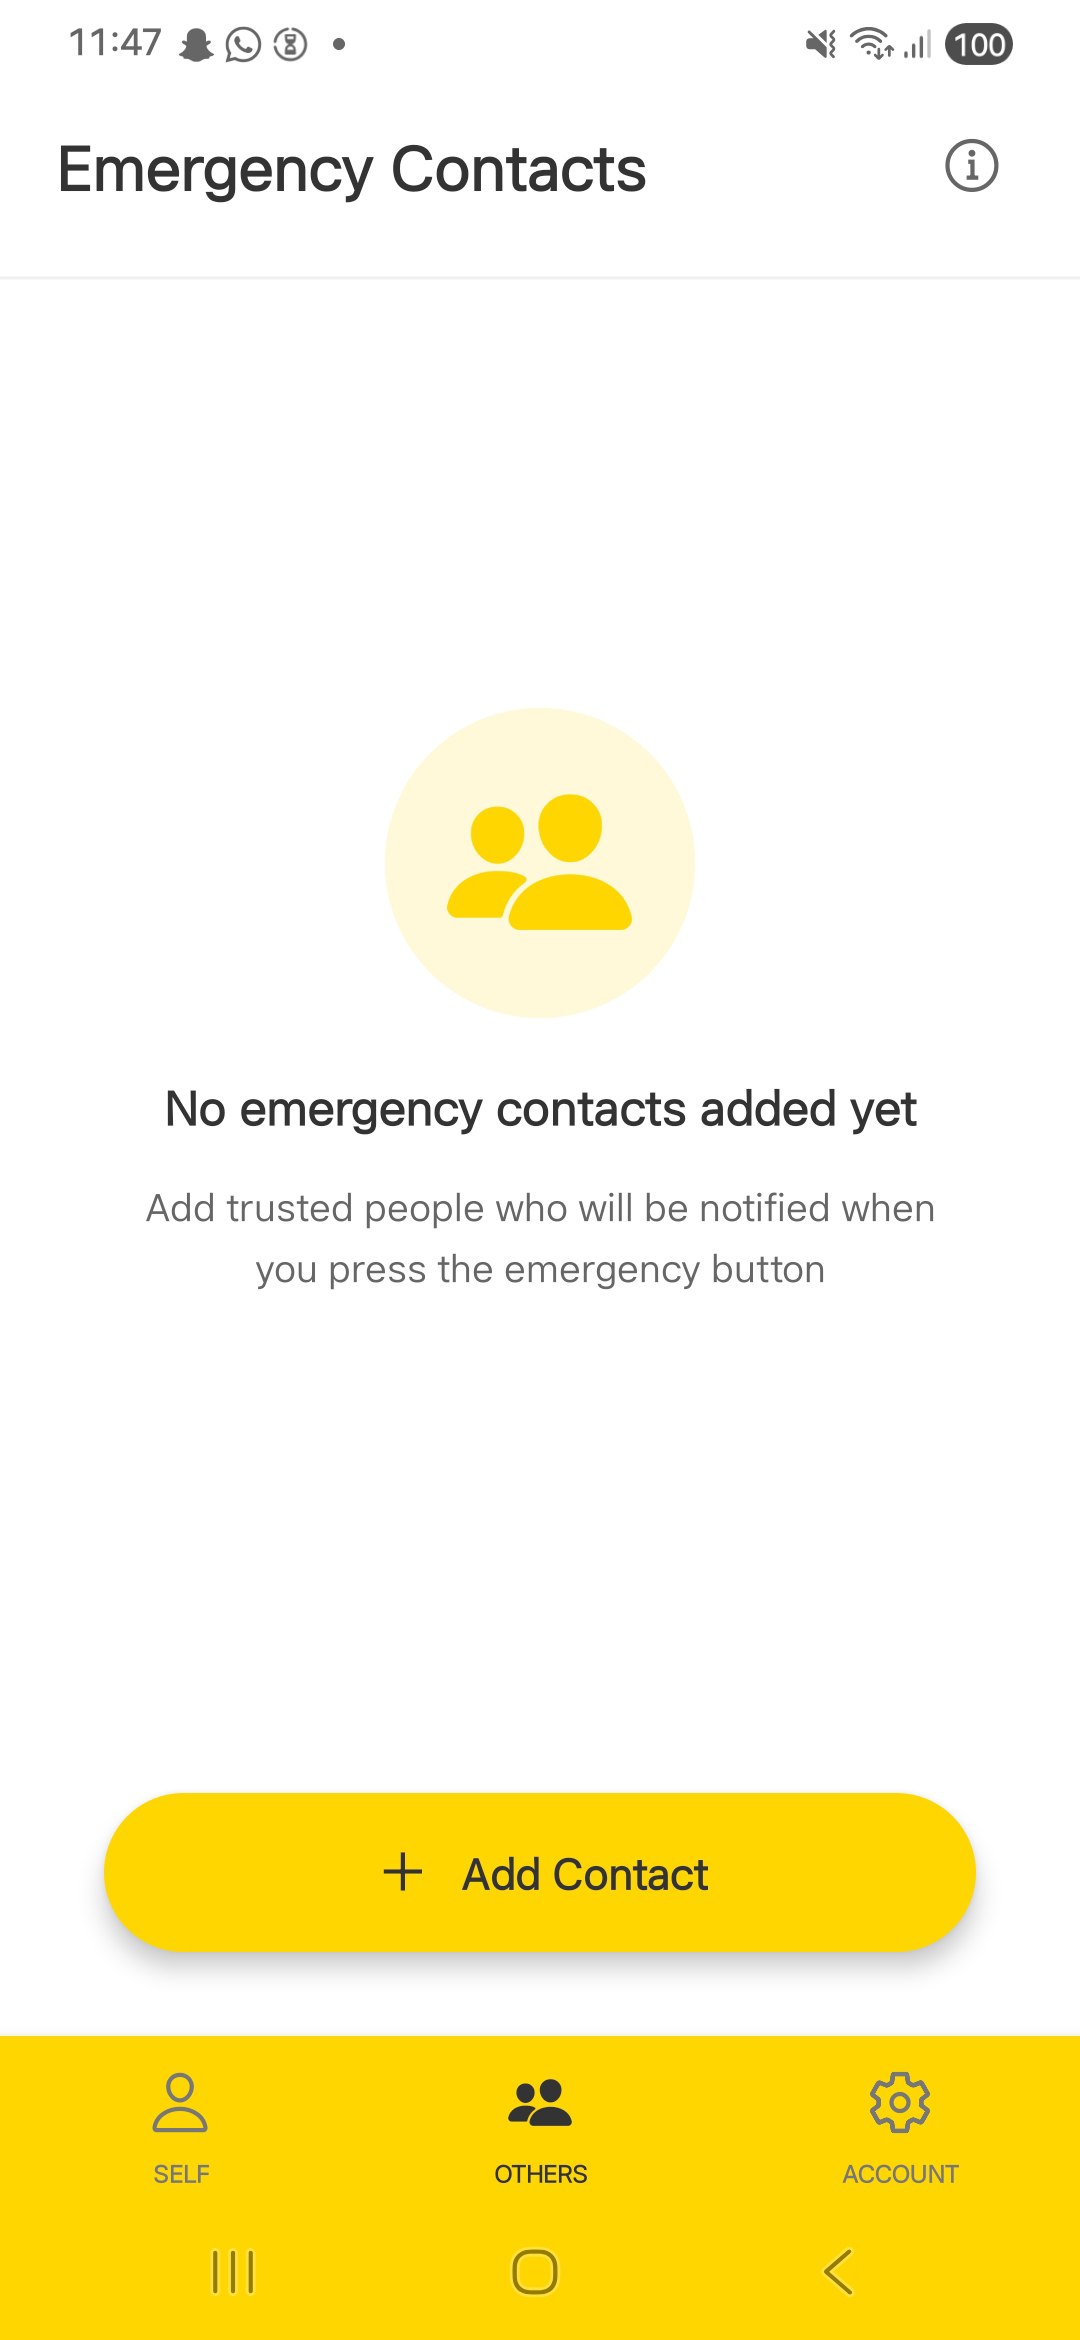 11:47
100
Emergency Contacts
No emergency contacts added yet
Add trusted people who will be notified when
you press the emergency button
+ Add Contact
SELF
OTHERS
ACCOUNT